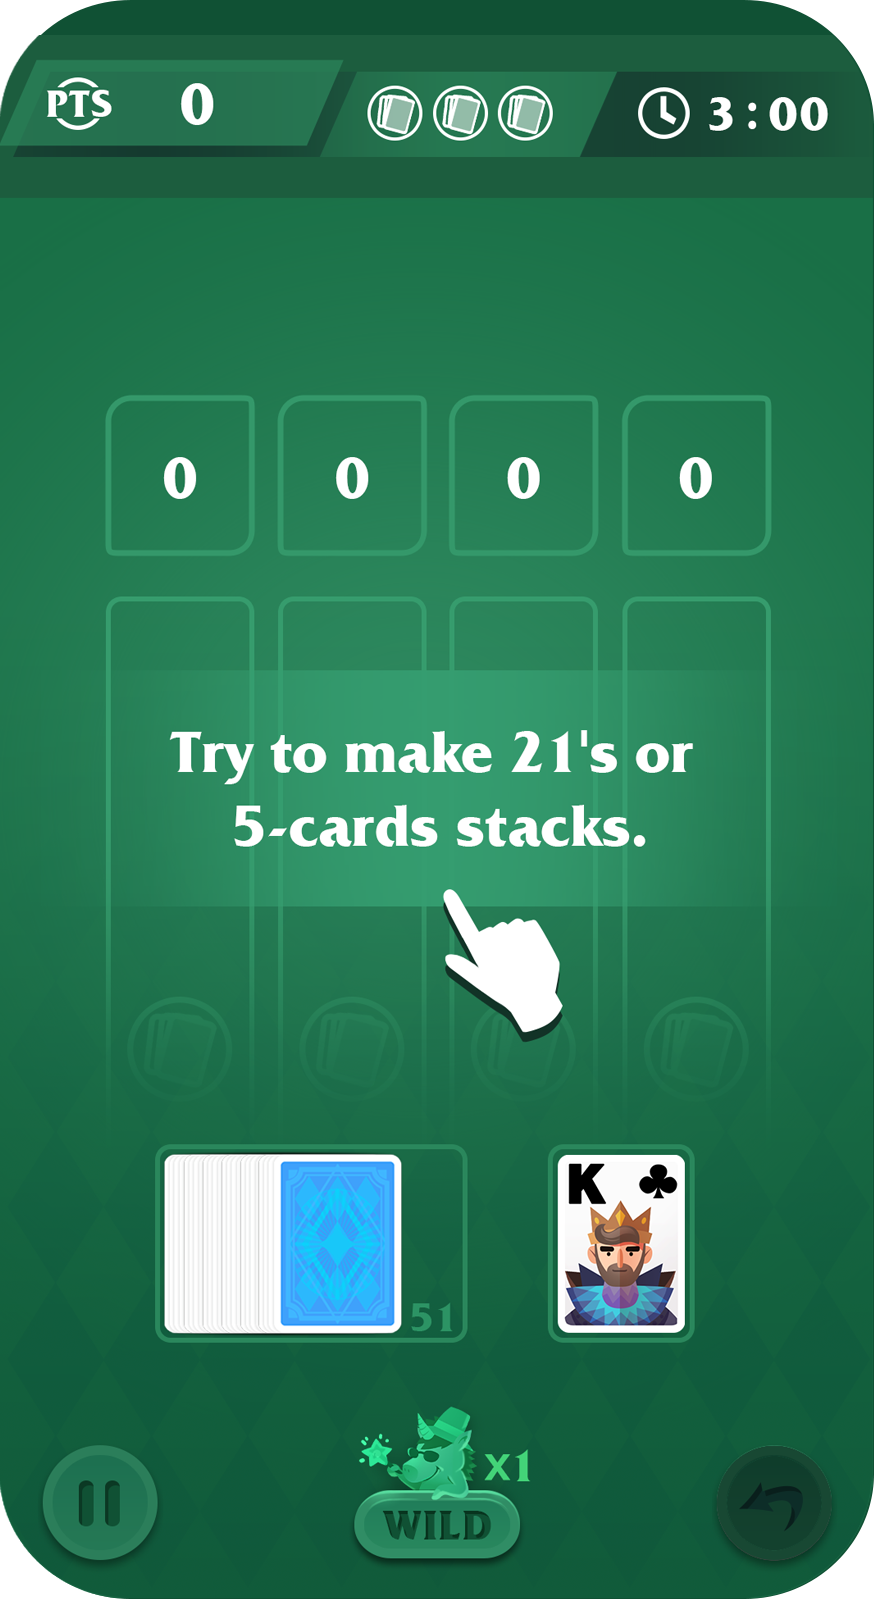 PTS 0 3:00
0 0 0 0
Try to make 21's or
5-cards stacks.
51
K
x1
WILD